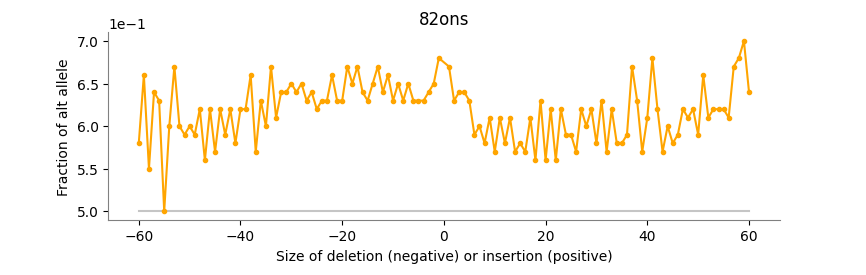 82ons
1e−1
7.0
6.5
6.0
5.5
5.0
Fraction of alt allele
−60 −40 −20 0 20 40 60
Size of deletion (negative) or insertion (positive)